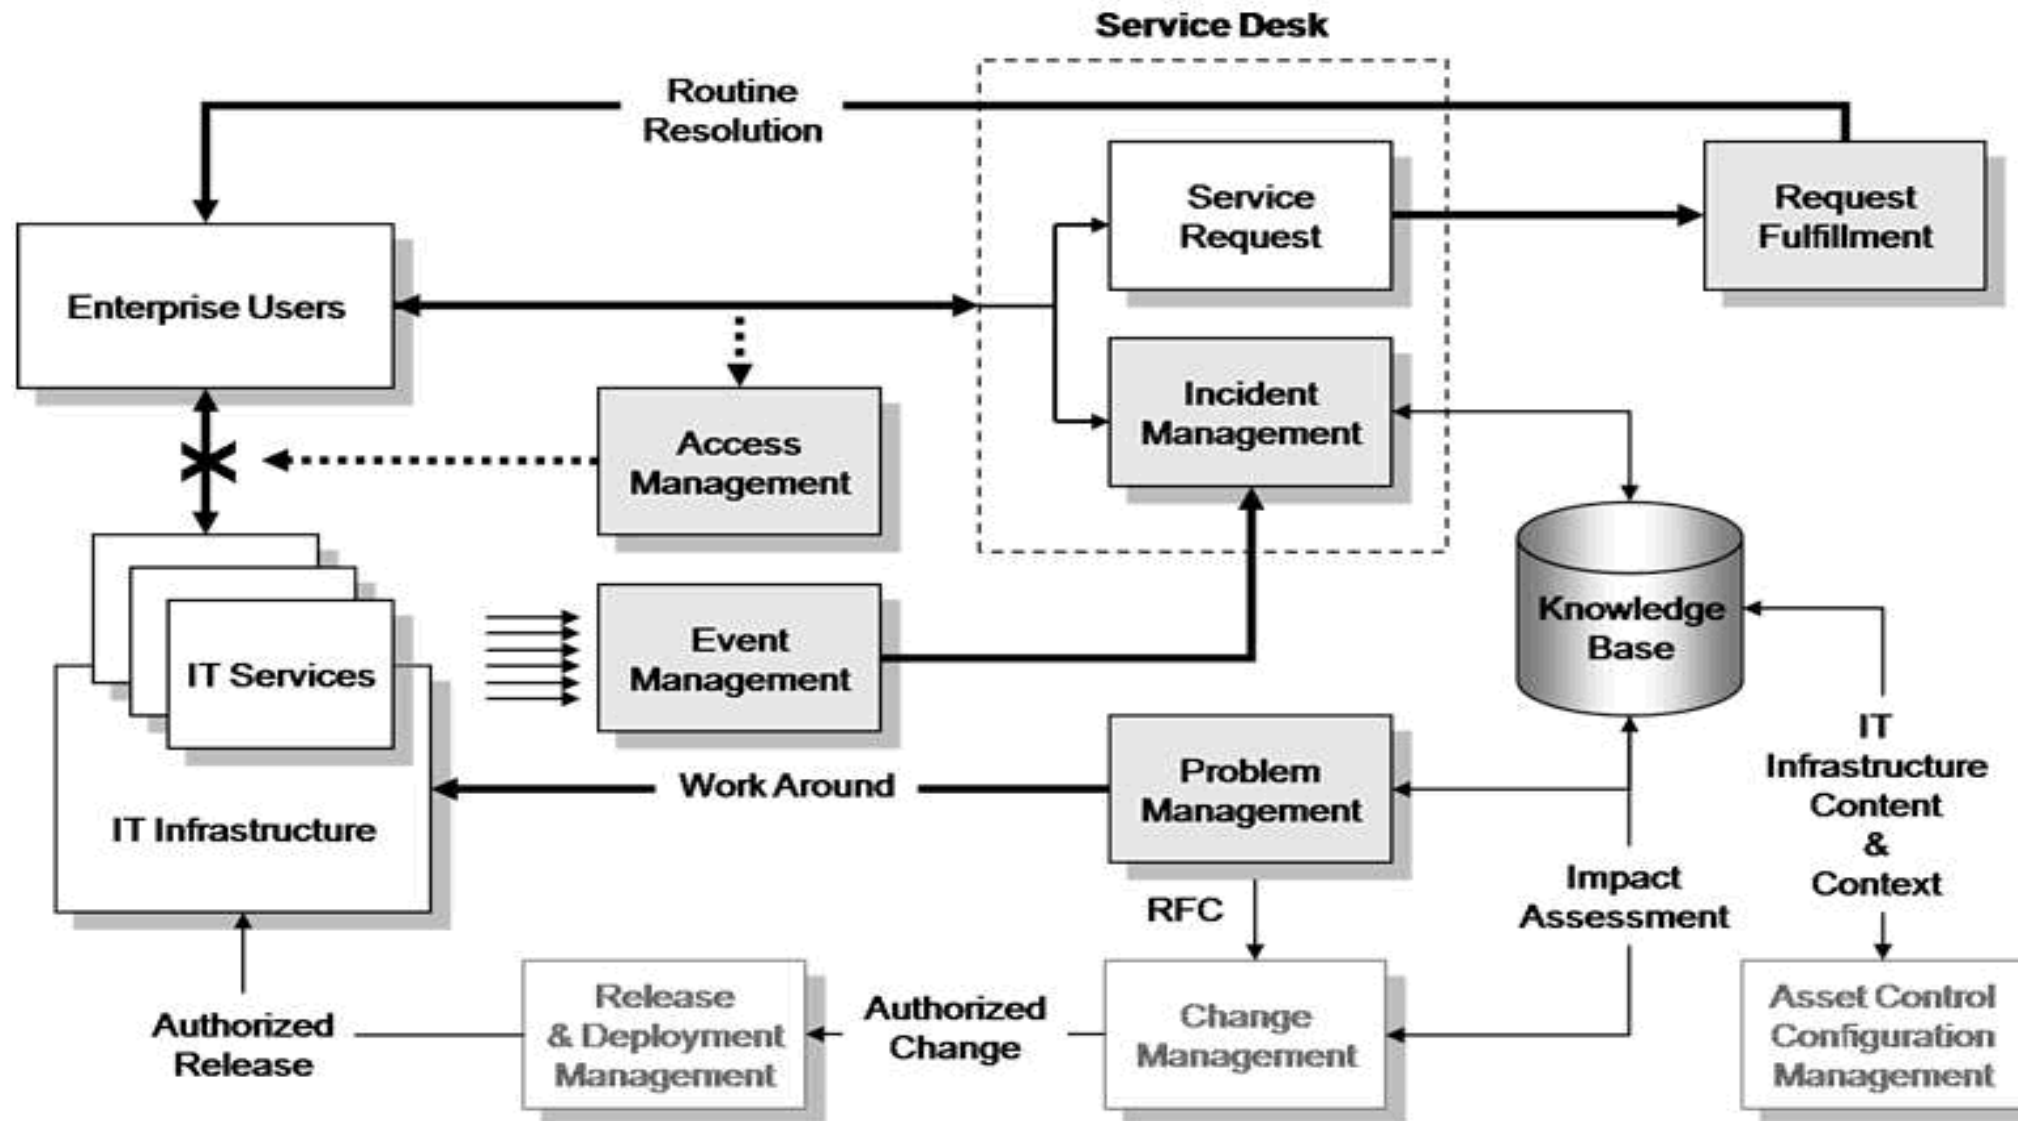 Service Desk
Routine
Resolution
Service
Request
Request
Fulfillment
Enterprise Users
Incident
Management
Access
Management
Knowledge
Base
Event
Management
IT Services
IT Infrastructure
Work Around
Problem
Management
IT
Infrastructure
Content
&
Context
Impact
Assessment
RFC
Authorized
Release
Release
& Deployment
Management
Authorized
Change
Change
Management
Asset Control
Configuration
Management